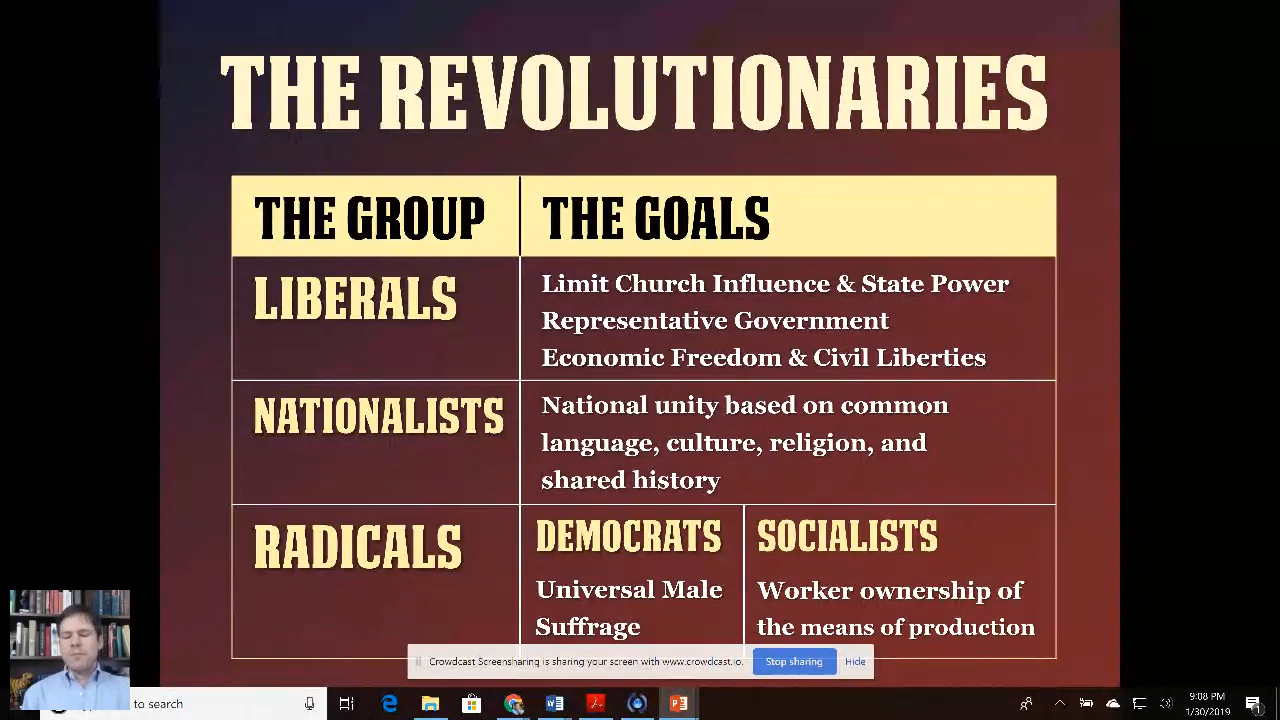 THE REVOLUTIONARIES
THE GROUP
THE GOALS
LIBERALS
Limit Church Influence & State Power
Representative Government
Economic Freedom & Civil Liberties
NATIONALISTS
National unity based on common
language, culture, religion, and
shared history
RADICALS
DEMOCRATS
Universal Male
Suffrage
SOCIALISTS
Worker ownership of
the means of production
Crowdcast Screensharing is sharing your screen with www.crowdcast.io.
Stop sharing
Hide
to search
9:08 PM
1/30/2019
1